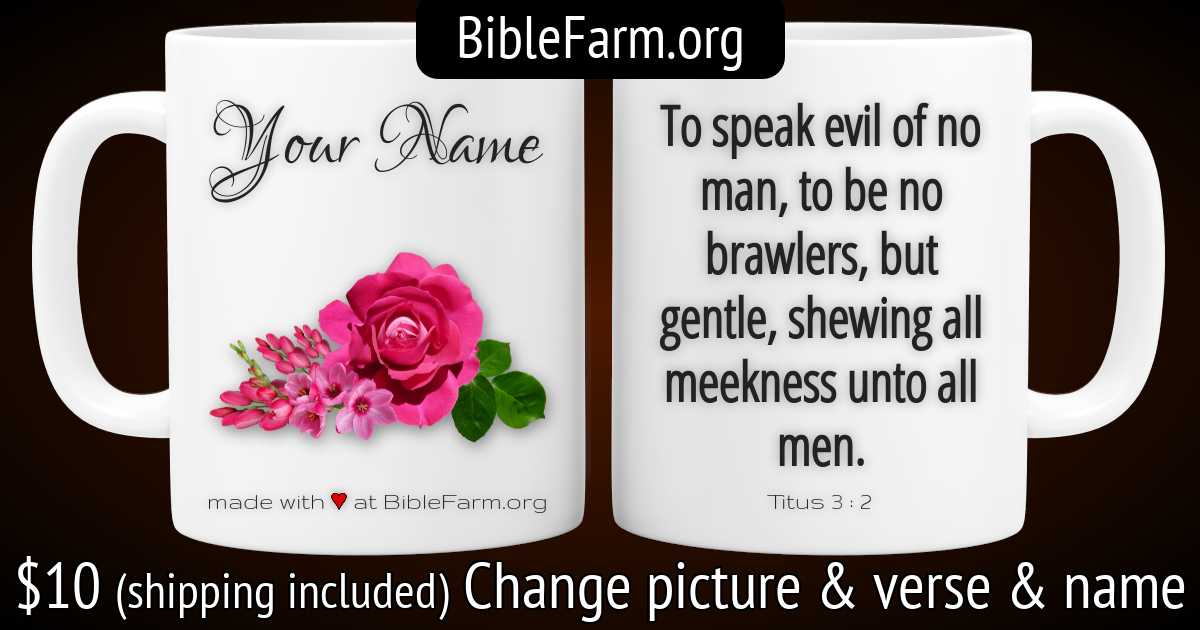 BibleFarm.org
Your Name
made with ♥ at BibleFarm.org
To speak evil of no
man, to be no
brawlers, but
gentle, shewing all
meekness unto all
men.
Titus 3 : 2
$10 (shipping included) Change picture & verse & name